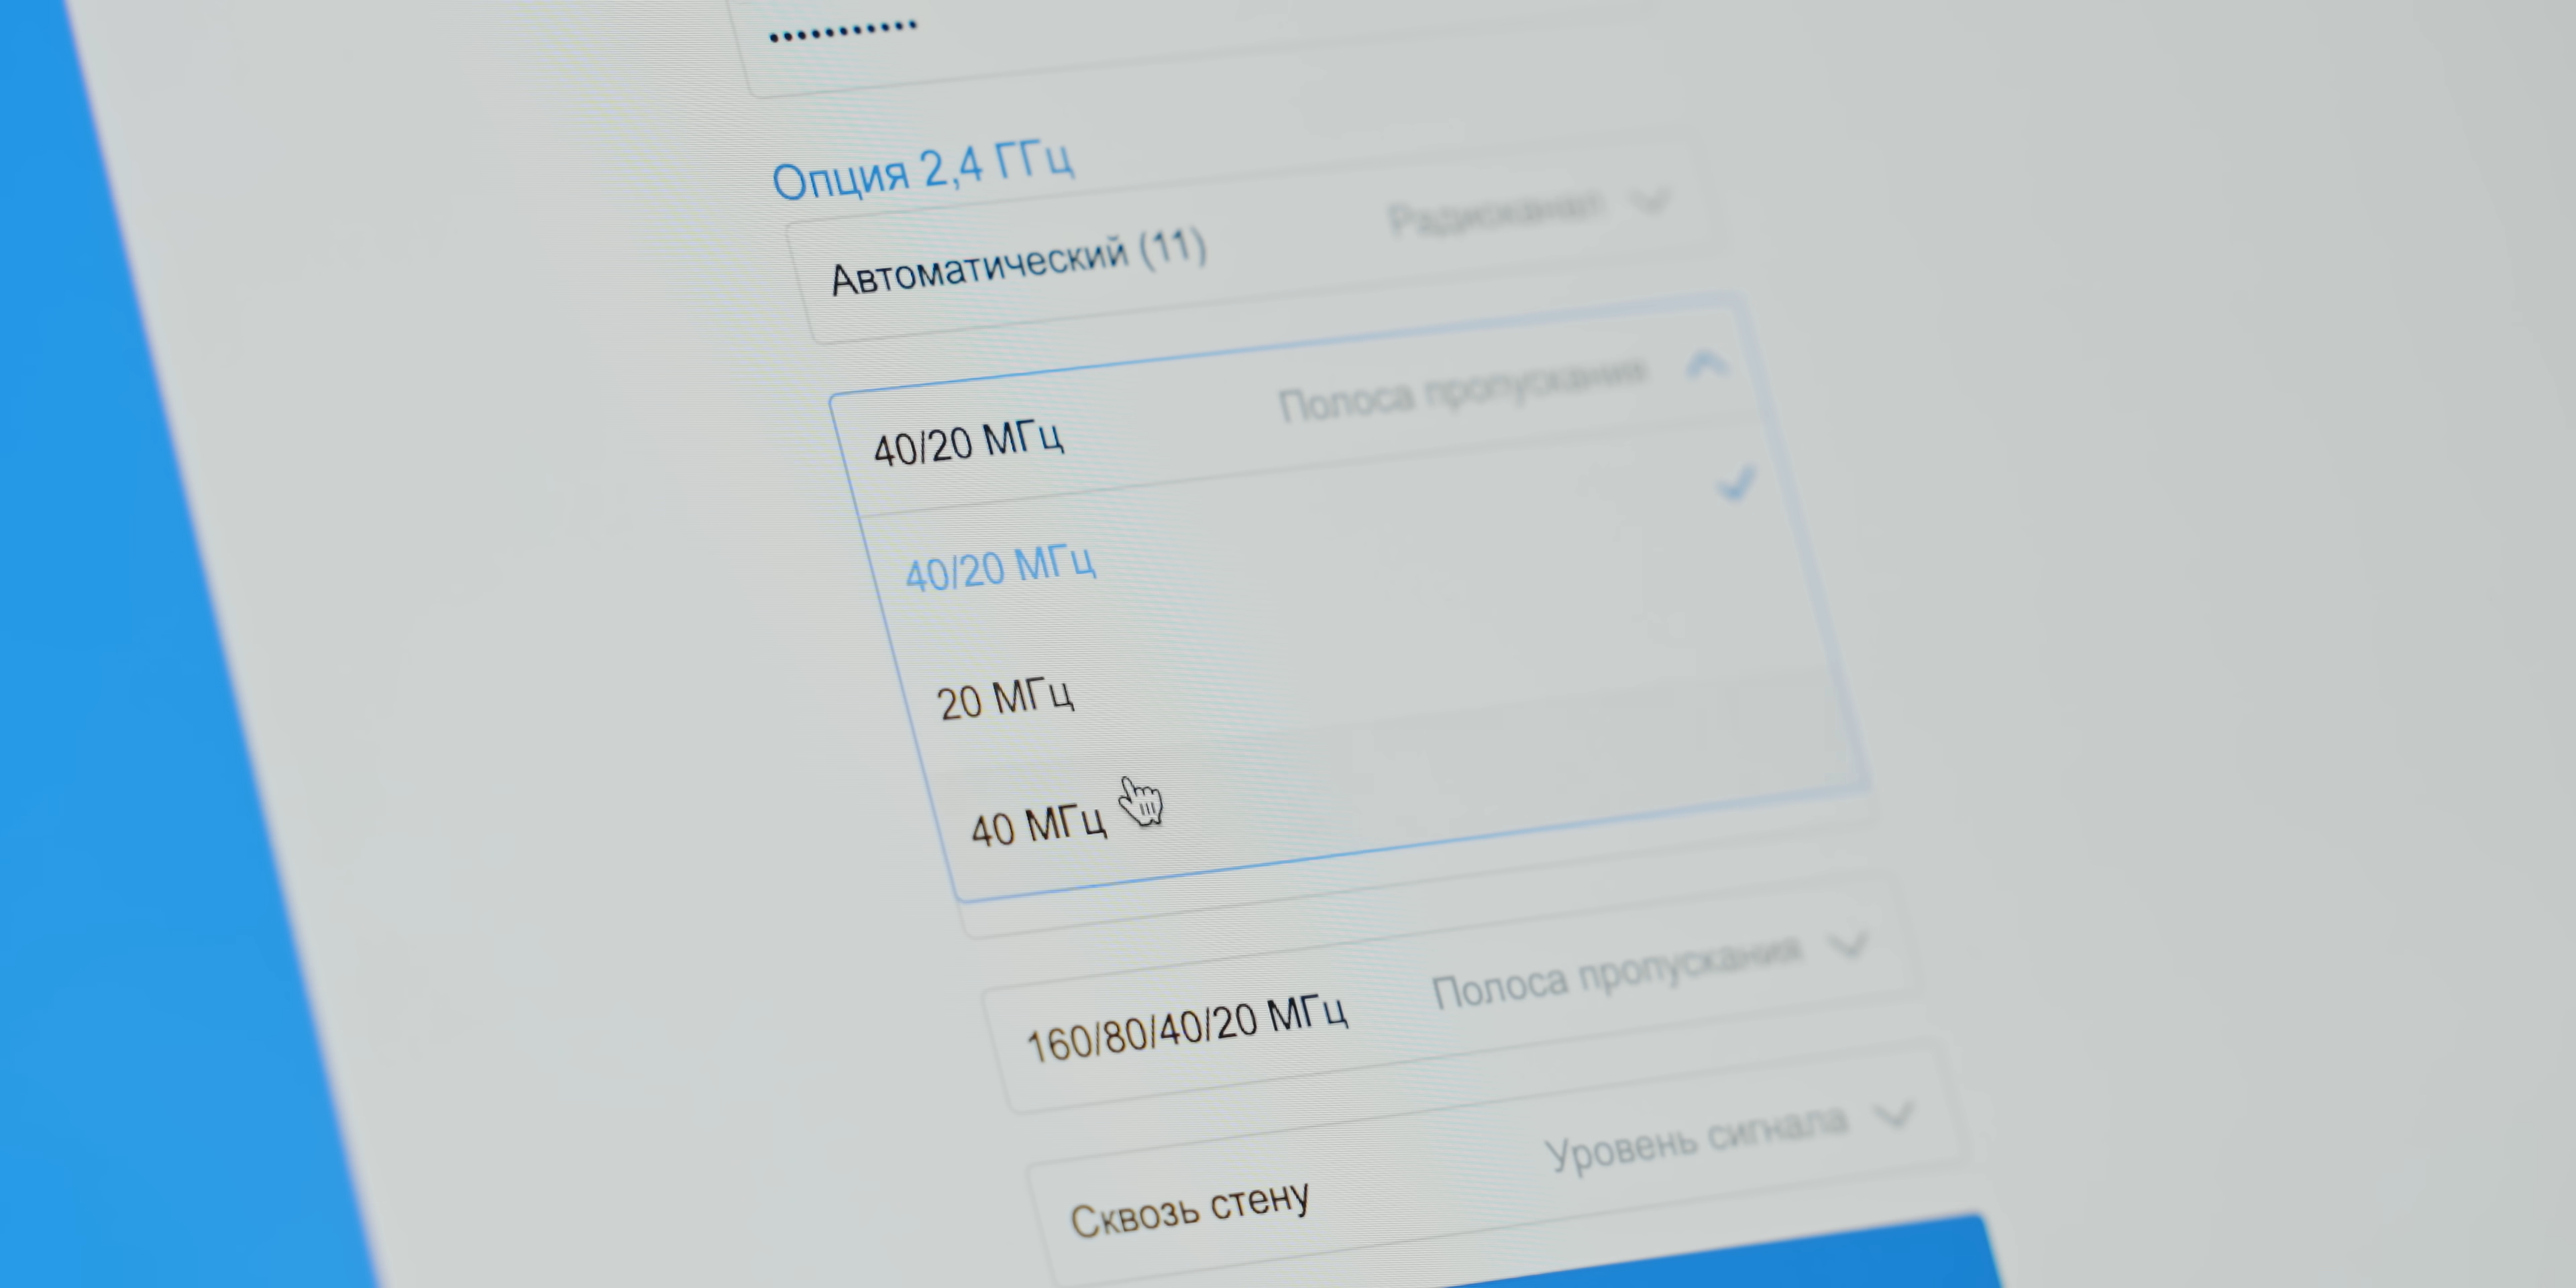 Опция 2,4 ГГц
Автоматический (11) Радиоканал
40/20 МГц Полоса пропускания
40/20 МГц
20 МГц
40 МГц
160/80/40/20 МГц Полоса пропускания
Сквозь стену Уровень сигнала